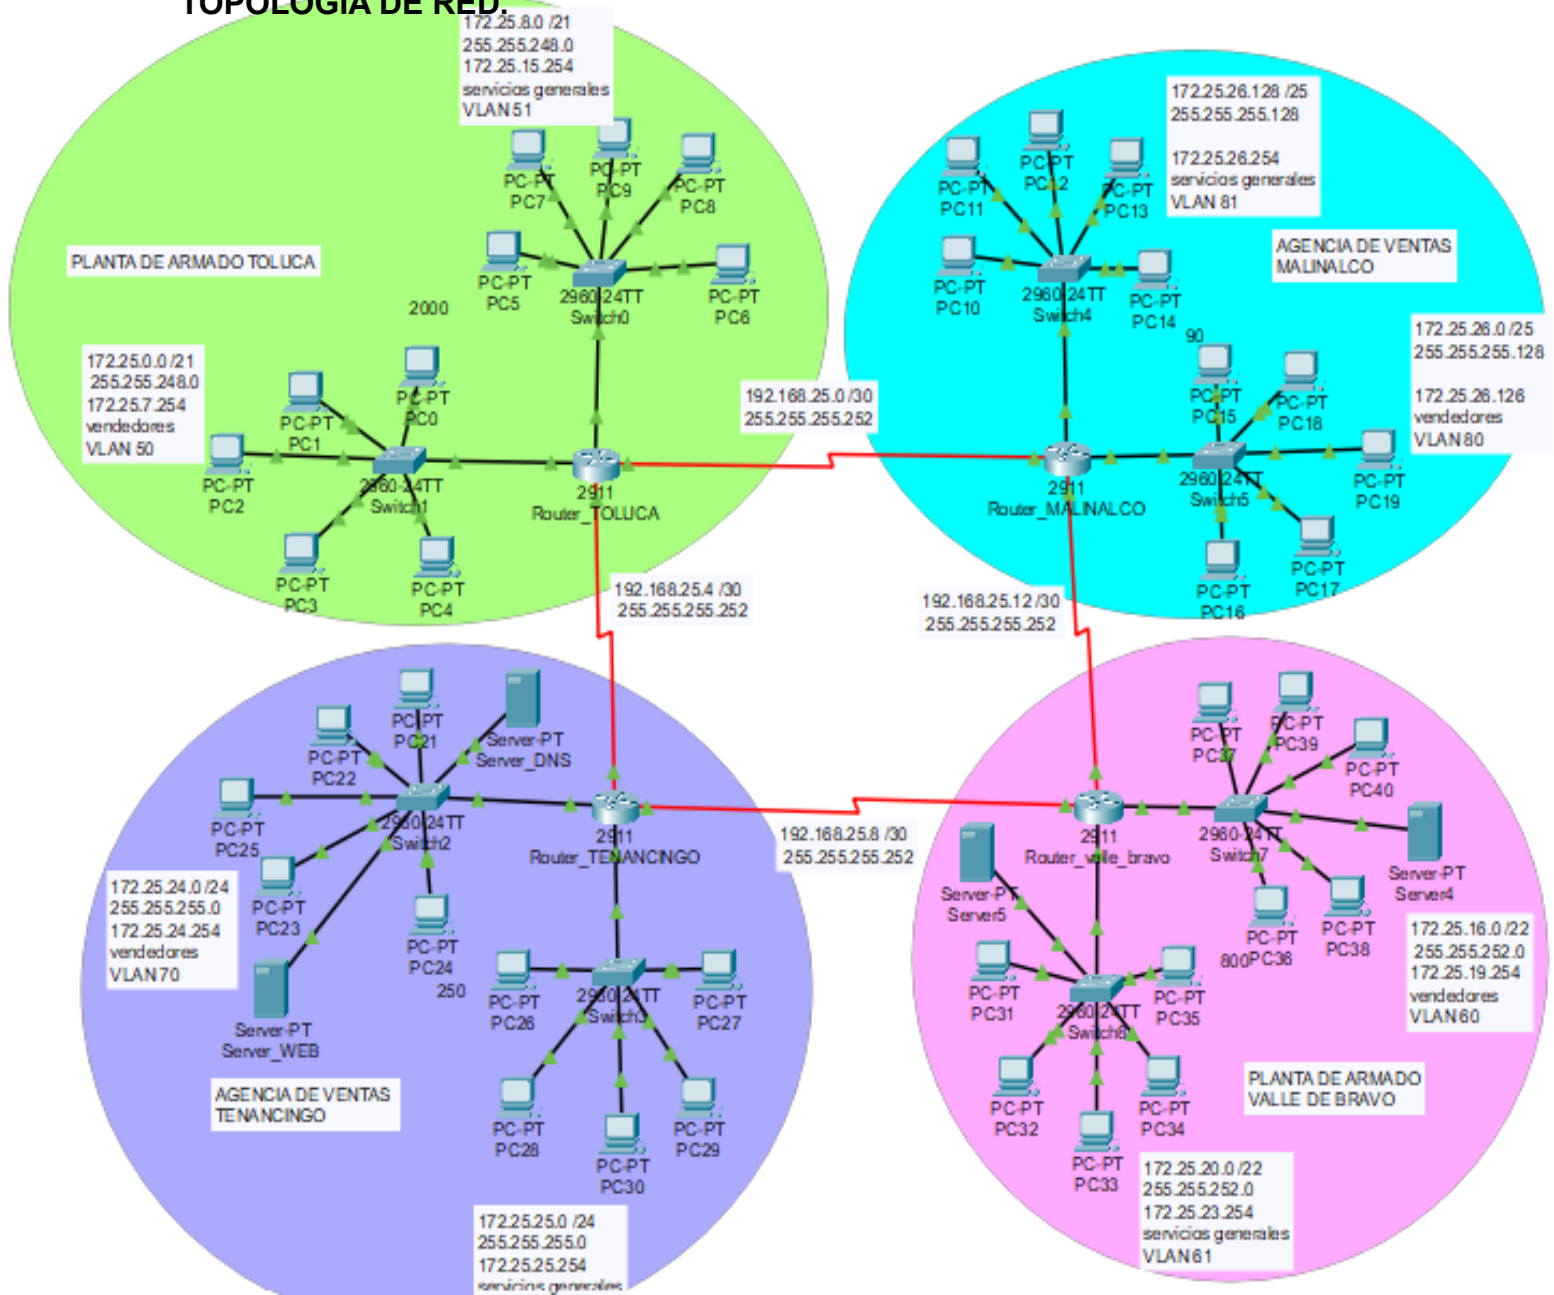 TOPOLOGIA DE RED.
172.25.8.0 /21
255.255.248.0
172.25.15.254
servicios generales
VLAN 51
PC-PT
PC7
PC-PT
PC9
PC-PT
PC8
PC-PT
PC5
PC-PT
PC6
2960-24TT
Switch0
PLANTA DE ARMADO TOLUCA
2000
172.25.0.0 /21
255.255.248.0
172.25.7.254
vendedores
VLAN 50
PC-PT
PC0
PC-PT
PC1
PC-PT
PC2
2960-24TT
Switch1
PC-PT
PC3
PC-PT
PC4
2911
Router_TOLUCA
192.168.25.0 /30
255.255.255.252
172.25.26.128 /25
255.255.255.128
172.25.26.254
servicios generales
VLAN 81
PC-PT
PC12
PC-PT
PC11
PC-PT
PC13
PC-PT
PC10
PC-PT
PC14
2960-24TT
Switch4
AGENCIA DE VENTAS
MALINALCO
90
172.25.26.0 /25
255.255.255.128
172.25.26.126
vendedores
VLAN 80
PC-PT
PC15
PC-PT
PC18
PC-PT
PC19
2960-24TT
Switch5
PC-PT
PC17
PC-PT
PC16
2911
Router_MALINALCO
192.168.25.4 /30
255.255.255.252
192.168.25.12 /30
255.255.255.252
PC-PT
PC21
Server-PT
Server_DNS
PC-PT
PC22
PC-PT
PC25
2960-24TT
Switch2
PC-PT
PC23
PC-PT
PC24
250
172.25.24.0 /24
255.255.255.0
172.25.24.254
vendedores
VLAN 70
Server-PT
Server_WEB
AGENCIA DE VENTAS
TENANCINGO
2911
Router_TENANCINGO
192.168.25.8 /30
255.255.255.252
PC-PT
PC26
2960-24TT
Switch3
PC-PT
PC27
PC-PT
PC28
PC-PT
PC29
PC-PT
PC30
172.25.25.0 /24
255.255.255.0
172.25.25.254
servicios generales
PC-PT
PC37
PC-PT
PC39
PC-PT
PC40
2911
Router_valle_bravo
2960-24TT
Switch7
Server-PT
Server4
Server-PT
Server5
PC-PT
PC36
800
PC-PT
PC38
172.25.16.0 /22
255.255.252.0
172.25.19.254
vendedores
VLAN 60
PC-PT
PC31
2960-24TT
Switch6
PC-PT
PC35
PC-PT
PC32
PC-PT
PC34
PC-PT
PC33
PLANTA DE ARMADO
VALLE DE BRAVO
172.25.20.0 /22
255.255.252.0
172.25.23.254
servicios generales
VLAN 61